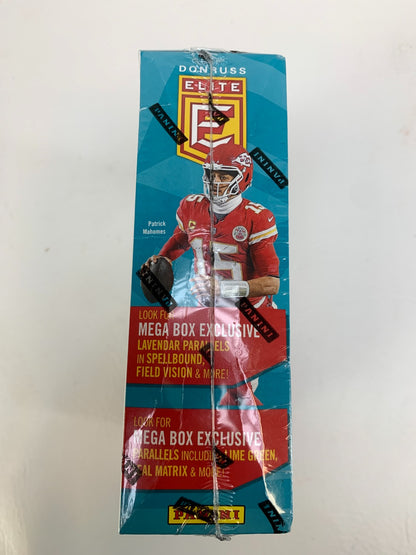 DONRUSS
ELITE
E
PANINI
PANINI
PANINI
15
Patrick
Mahomes
15
PANINI
LOOK FOR
MEGA BOX EXCLUSIVE
LAVENDAR PARALLELS
IN SPELLBOUND,
FIELD VISION & MORE!
LOOK FOR
MEGA BOX EXCLUSIVE
PARALLELS INCLUDING LIME GREEN,
MATRIX & MORE!
PANINI